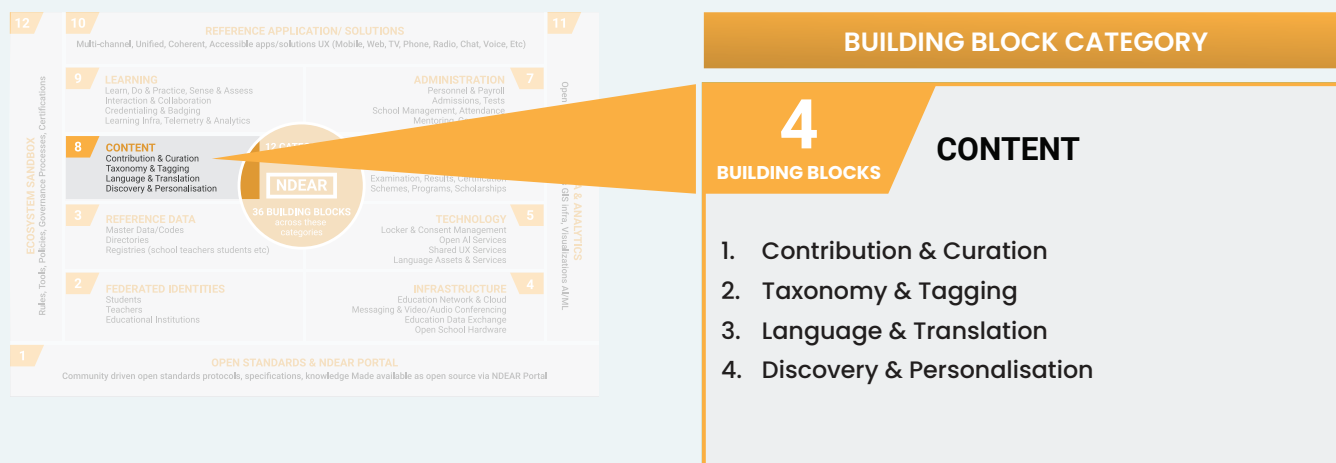 12
10
11
REFERENCE APPLICATION/ SOLUTIONS
Multi-channel, Unified, Coherent, Accessible apps/solutions UX (Mobile, Web, TV, Phone, Radio, Chat, Voice, Etc)
ECOSYSTEM SANDBOX
Rules, Tools, Policies, Governance Processes, Certifications
9
LEARNING
Learn, Do & Practice, Sense & Assess
Interaction & Collaboration
Credentialing & Badging
Learning Infra, Telemetry & Analytics
ADMINISTRATION
7
Personnel & Payroll
Admissions, Tests
School Management, Attendance
8
CONTENT
Contribution & Curation
Taxonomy & Tagging
Language & Translation
Discovery & Personalisation
NDEAR
36 BUILDING BLOCKS
across these
categories
Examination, Results,
Schemes, Programs, Scholarships
3
REFERENCE DATA
Master Data/Codes
Directories
Registries (school teachers students etc)
TECHNOLOGY
5
Locker & Consent Management
Open AI Services
Shared UX Services
Language Assets & Services
2
FEDERATED IDENTITIES
Students
Teachers
Educational Institutions
INFRASTRUCTURE
4
Education Network & Cloud
Messaging & Video/Audio Conferencing
Education Data Exchange
Open School Hardware
& ANALYTICS
Open
GIS infra, Visualizations AI/ML
1
OPEN STANDARDS & NDEAR PORTAL
Community driven open standards protocols, specifications, knowledge Made available as open source via NDEAR Portal
BUILDING BLOCK CATEGORY
4
BUILDING BLOCKS
CONTENT
1. Contribution & Curation
2. Taxonomy & Tagging
3. Language & Translation
4. Discovery & Personalisation